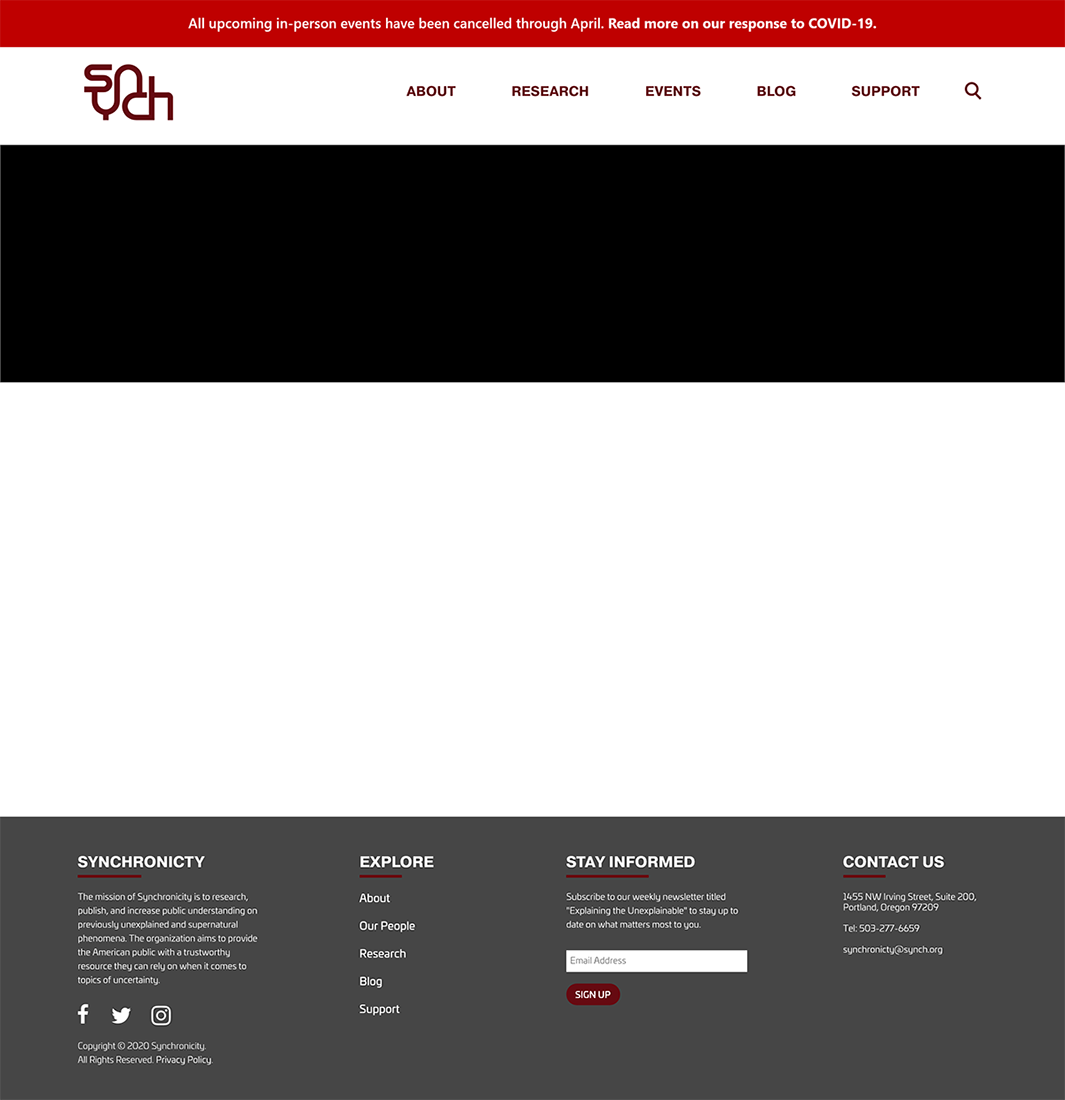 All upcoming in-person events have been cancelled through April. Read more on our response to COVID-19.
synch
ABOUT RESEARCH EVENTS BLOG SUPPORT
SYNCHRONICTY
The mission of Synchronicity is to research,
publish, and increase public understanding on
previously unexplained and supernatural
phenomena. The organization aims to provide
the American public with a trustworthy
resource they can rely on when it comes to
topics of uncertainty.
Copyright © 2020 Synchronicity.
All Rights Reserved. Privacy Policy.
EXPLORE
About
Our People
Research
Blog
Support
STAY INFORMED
Subscribe to our weekly newsletter titled
"Explaining the Unexplainable" to stay up to
date on what matters most to you.
Email Address
SIGN UP
CONTACT US
1455 NW Irving Street, Suite 200,
Portland, Oregon 97209
Tel: 503-277-6659
synchronicty@synch.org